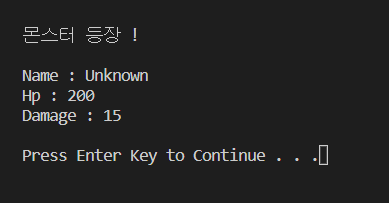 몬스터 등장 !
Name : Unknown
Hp : 200
Damage : 15
Press Enter Key to Continue . . .